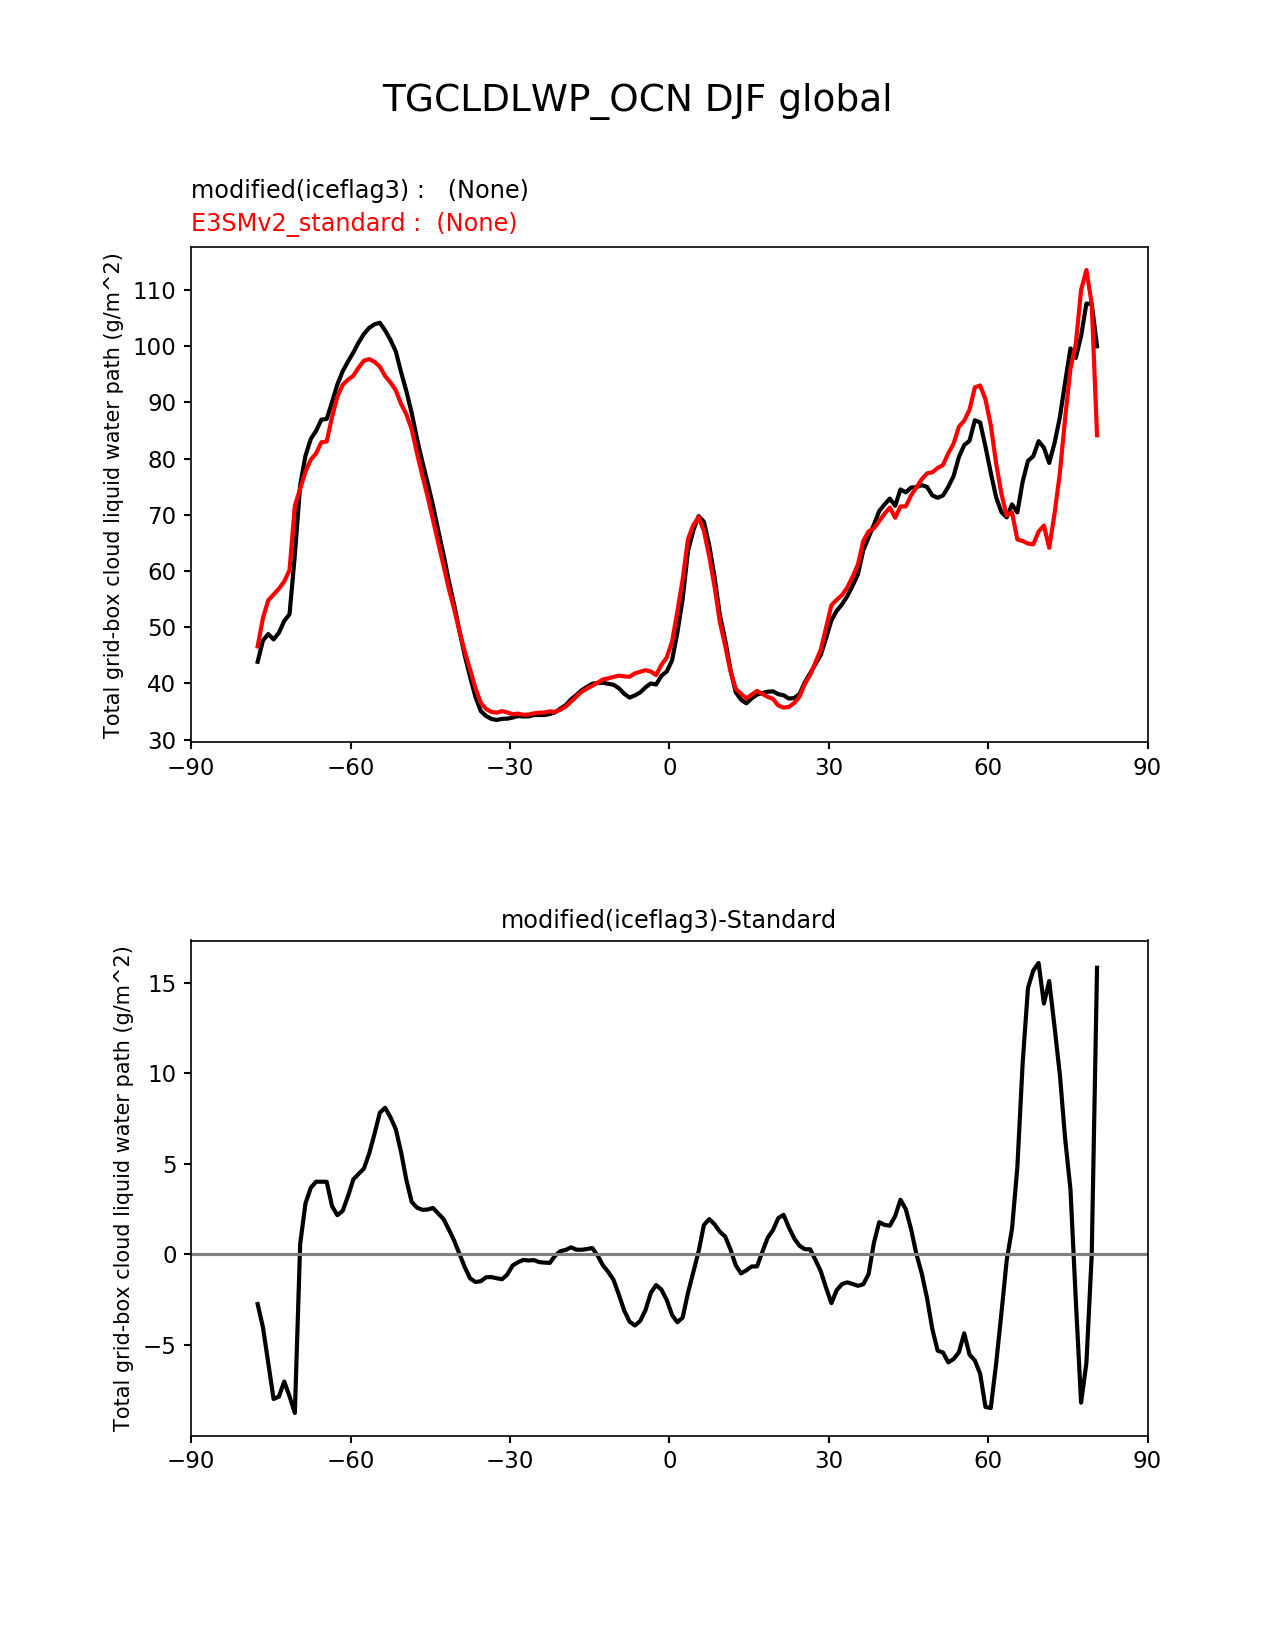 TGCLDLWP_OCN DJF global
modified(iceflag3) :   (None)
E3SMv2_standard :  (None)
Total grid-box cloud liquid water path (g/m^2)
110
100
90
80
70
60
50
40
30
−90 −60 −30 0 30 60 90
modified(iceflag3)-Standard
Total grid-box cloud liquid water path (g/m^2)
15
10
5
0
−5
−90 −60 −30 0 30 60 90